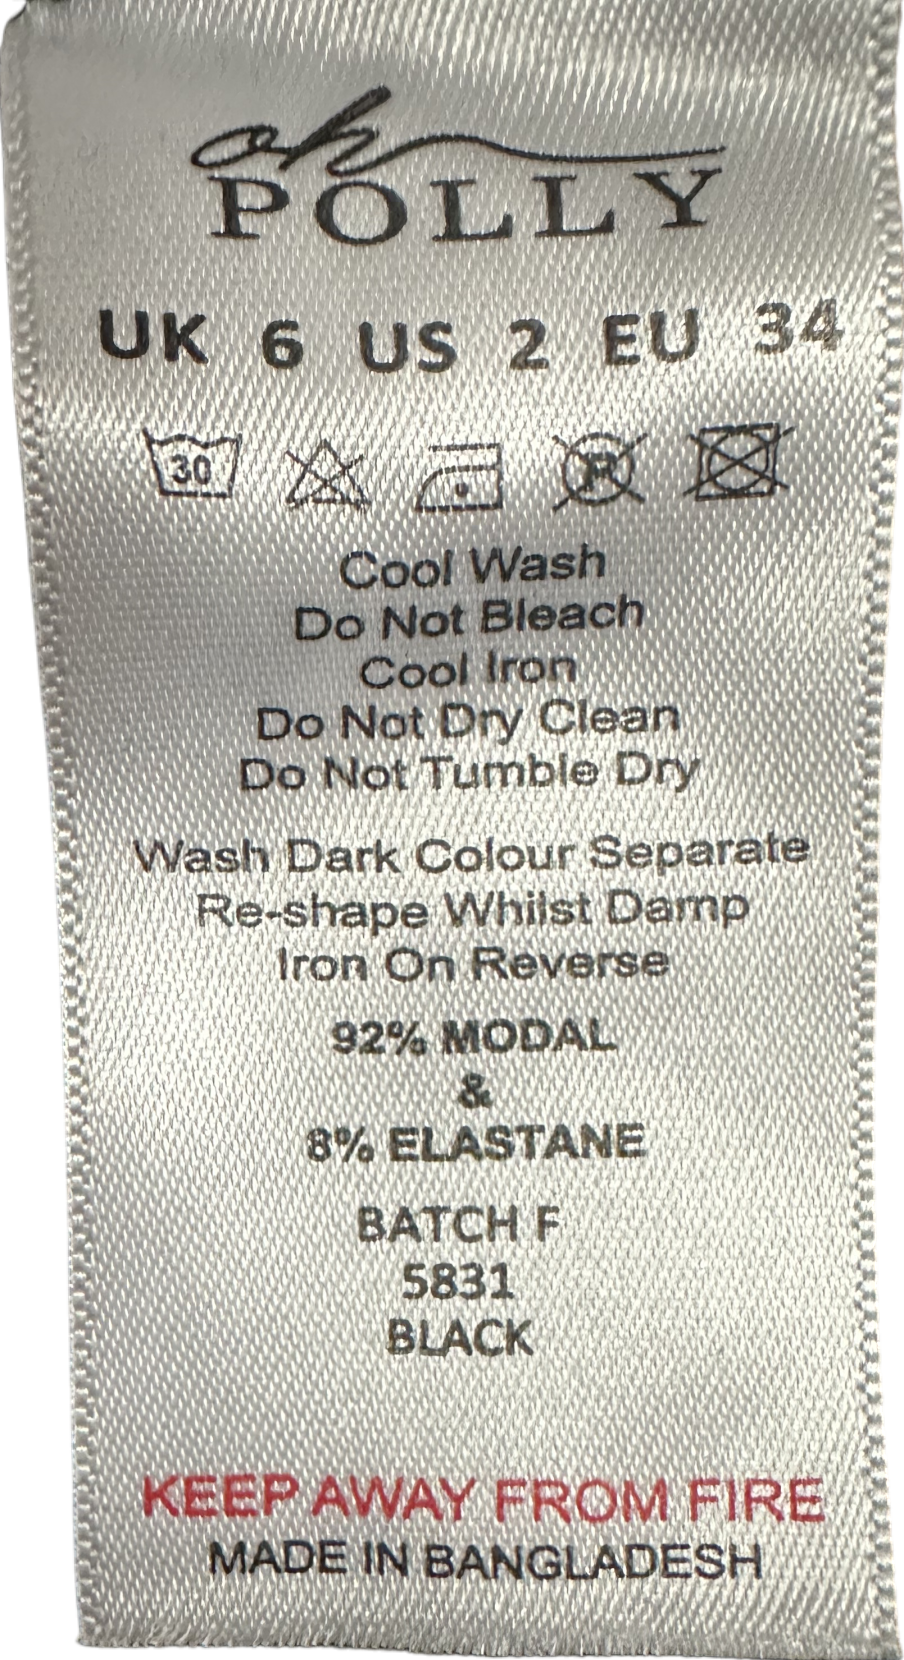 oh
POLLY
UK 6 US 2 EU 34
30 P
Cool Wash
Do Not Bleach
Cool Iron
Do Not Dry Clean
Do Not Tumble Dry
Wash Dark Colour Separate
Re-shape Whilst Damp
Iron On Reverse
92% MODAL
&
8% ELASTANE
BATCH F
5831
BLACK
KEEP AWAY FROM FIRE
MADE IN BANGLADESH